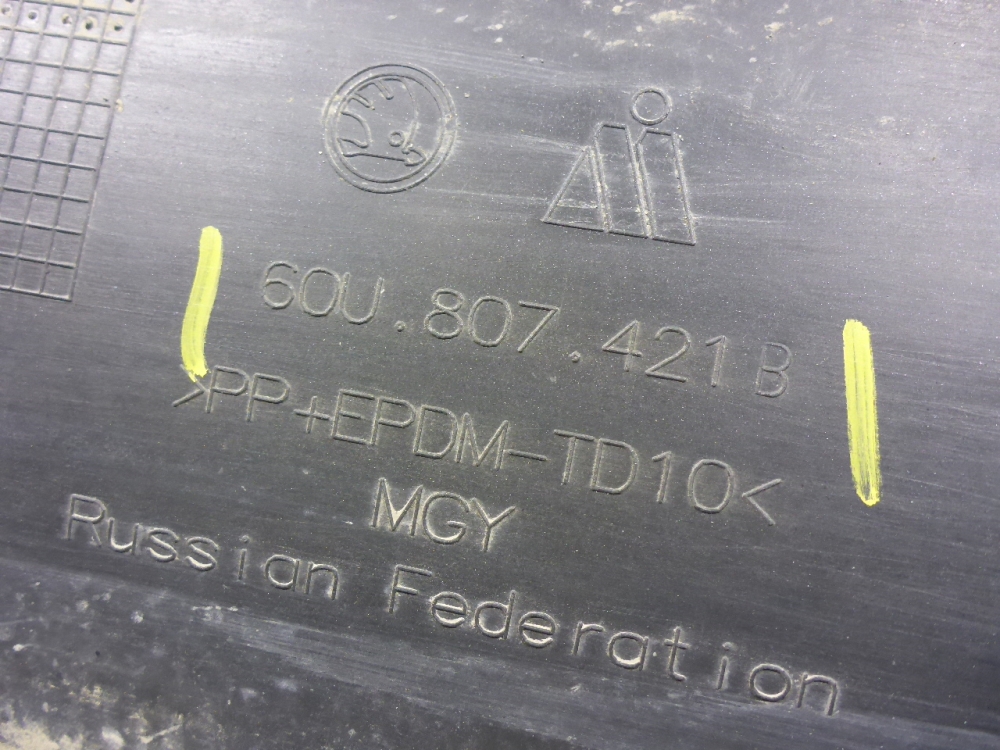 60U.807.421 B
>PP+EPDM-TD10<
MGY
Russian Federation